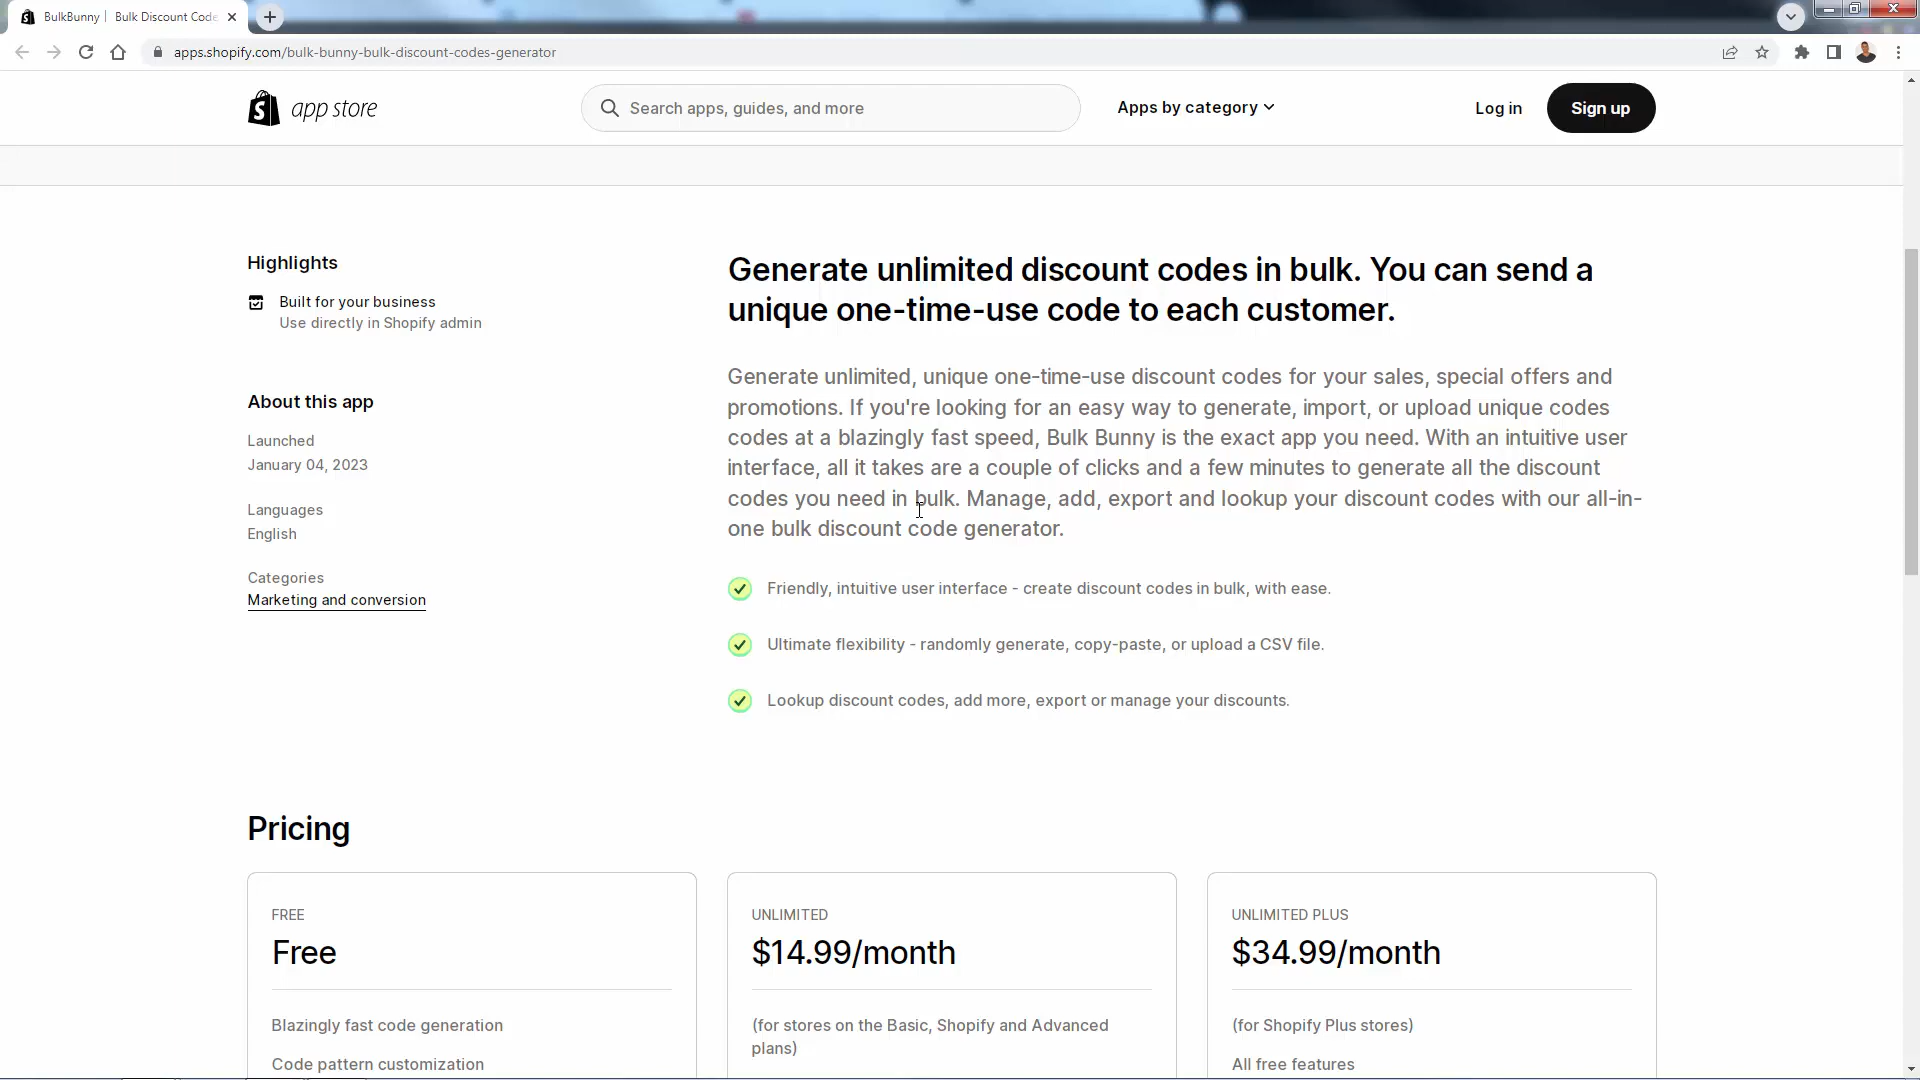 BulkBunny | Bulk Discount Code
apps.shopify.com/bulk-bunny-bulk-discount-codes-generator
app store
Search apps, guides, and more
Apps by category
Log in
Sign up
Highlights
Built for your business
Use directly in Shopify admin
About this app
Launched
January 04, 2023
Languages
English
Categories
Marketing and conversion
Generate unlimited discount codes in bulk. You can send a
unique one-time-use code to each customer.
Generate unlimited, unique one-time-use discount codes for your sales, special offers and
promotions. If you're looking for an easy way to generate, import, or upload unique codes
codes at a blazingly fast speed, Bulk Bunny is the exact app you need. With an intuitive user
interface, all it takes are a couple of clicks and a few minutes to generate all the discount
codes you need in bulk. Manage, add, export and lookup your discount codes with our all-in-
one bulk discount code generator.
Friendly, intuitive user interface - create discount codes in bulk, with ease.
Ultimate flexibility - randomly generate, copy-paste, or upload a CSV file.
Lookup discount codes, add more, export or manage your discounts.
Pricing
FREE
Free
Blazingly fast code generation
Code pattern customization
UNLIMITED
$14.99/month
(for stores on the Basic, Shopify and Advanced
plans)
UNLIMITED PLUS
$34.99/month
(for Shopify Plus stores)
All free features